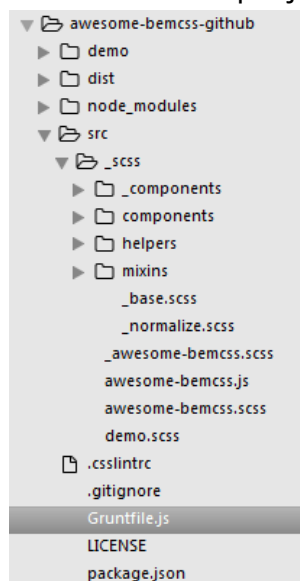 awesome-bemcss-github
demo
dist
node_modules
src
_scss
_components
components
helpers
mixins
_base.scss
_normalize.scss
_awesome-bemcss.scss
awesome-bemcss.js
awesome-bemcss.scss
demo.scss
.csslintrc
.gitignore
Gruntfile.js
LICENSE
package.json